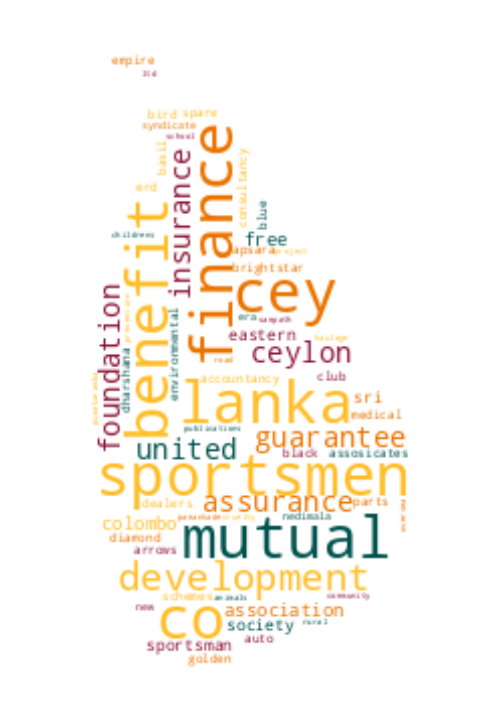 empire
ltd
bird spare
syndicate
school
finance
basil
insurance
consultancy
erd
benefit
blue
childrens
free
apsara project
brightstar
cey
foundation
era sampath
eastern
environmental
dharshana
ceylon
road
club
accountancy
lanka
sri
medical
publications
guarantee
united
black assosicates
sportsmen
assurance
parts
dealers
nedimala
colombo
mutual
diamond
arrows
development
schemes animals
community
new
co
association
society rural
auto
sportsman
golden